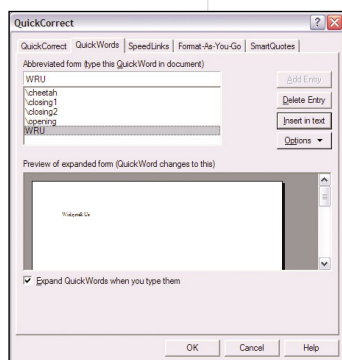 QuickCorrect
QuickCorrect QuickWords SpeedLinks Format-As-You-Go SmartQuotes
Abbreviated form (type this QuickWord in document)
WRU
Add Entry
\cheetah
\closing1
\closing2
\opening
WRU
Delete Entry
Insert in text
Options
Preview of expanded form (QuickWord changes to this)
Expand QuickWords when you type them
OK Cancel Help